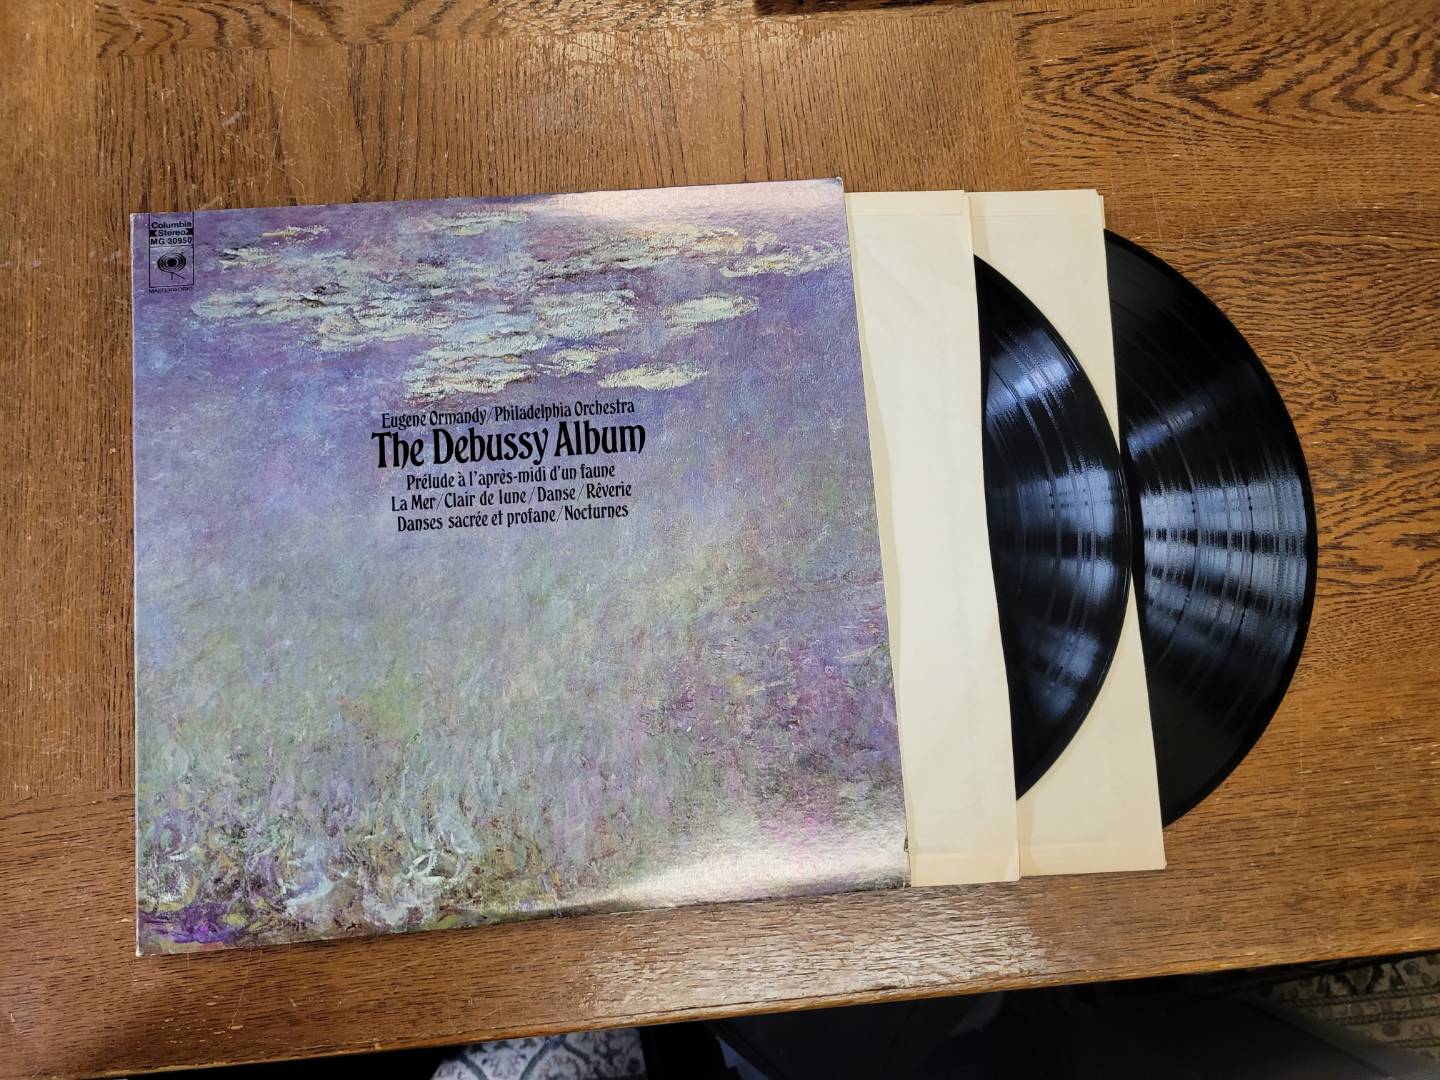 Columbia
Stereo
MG 30950
MASTERWORKS
Eugene Ormandy/Philadelphia Orchestra
The Debussy Album
Prélude à l'après-midi d'un faune
La Mer/Clair de lune/Danse/Rêverie
Danses sacrée et profane/Nocturnes